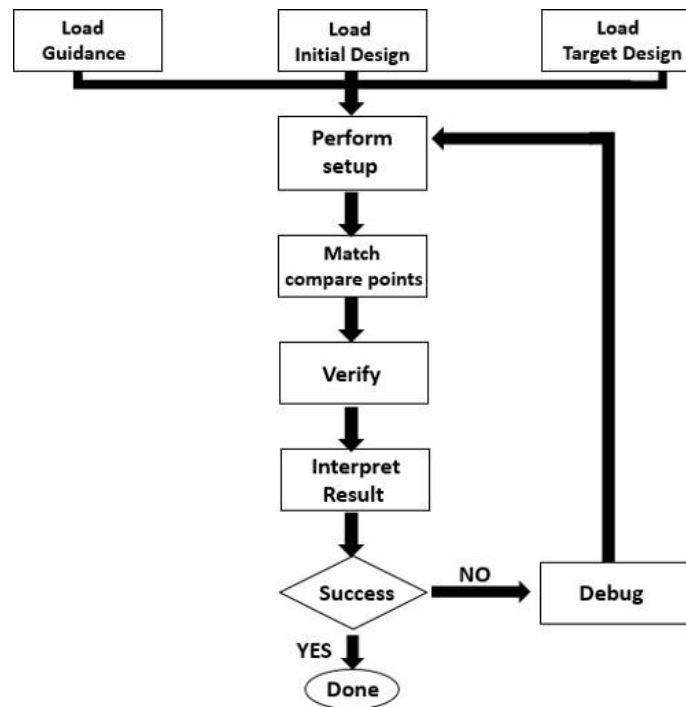 Load
Guidance
Load
Initial Design
Load
Target Design
Perform
setup
Match
compare points
Verify
Interpret
Result
Success
NO
Debug
YES
Done